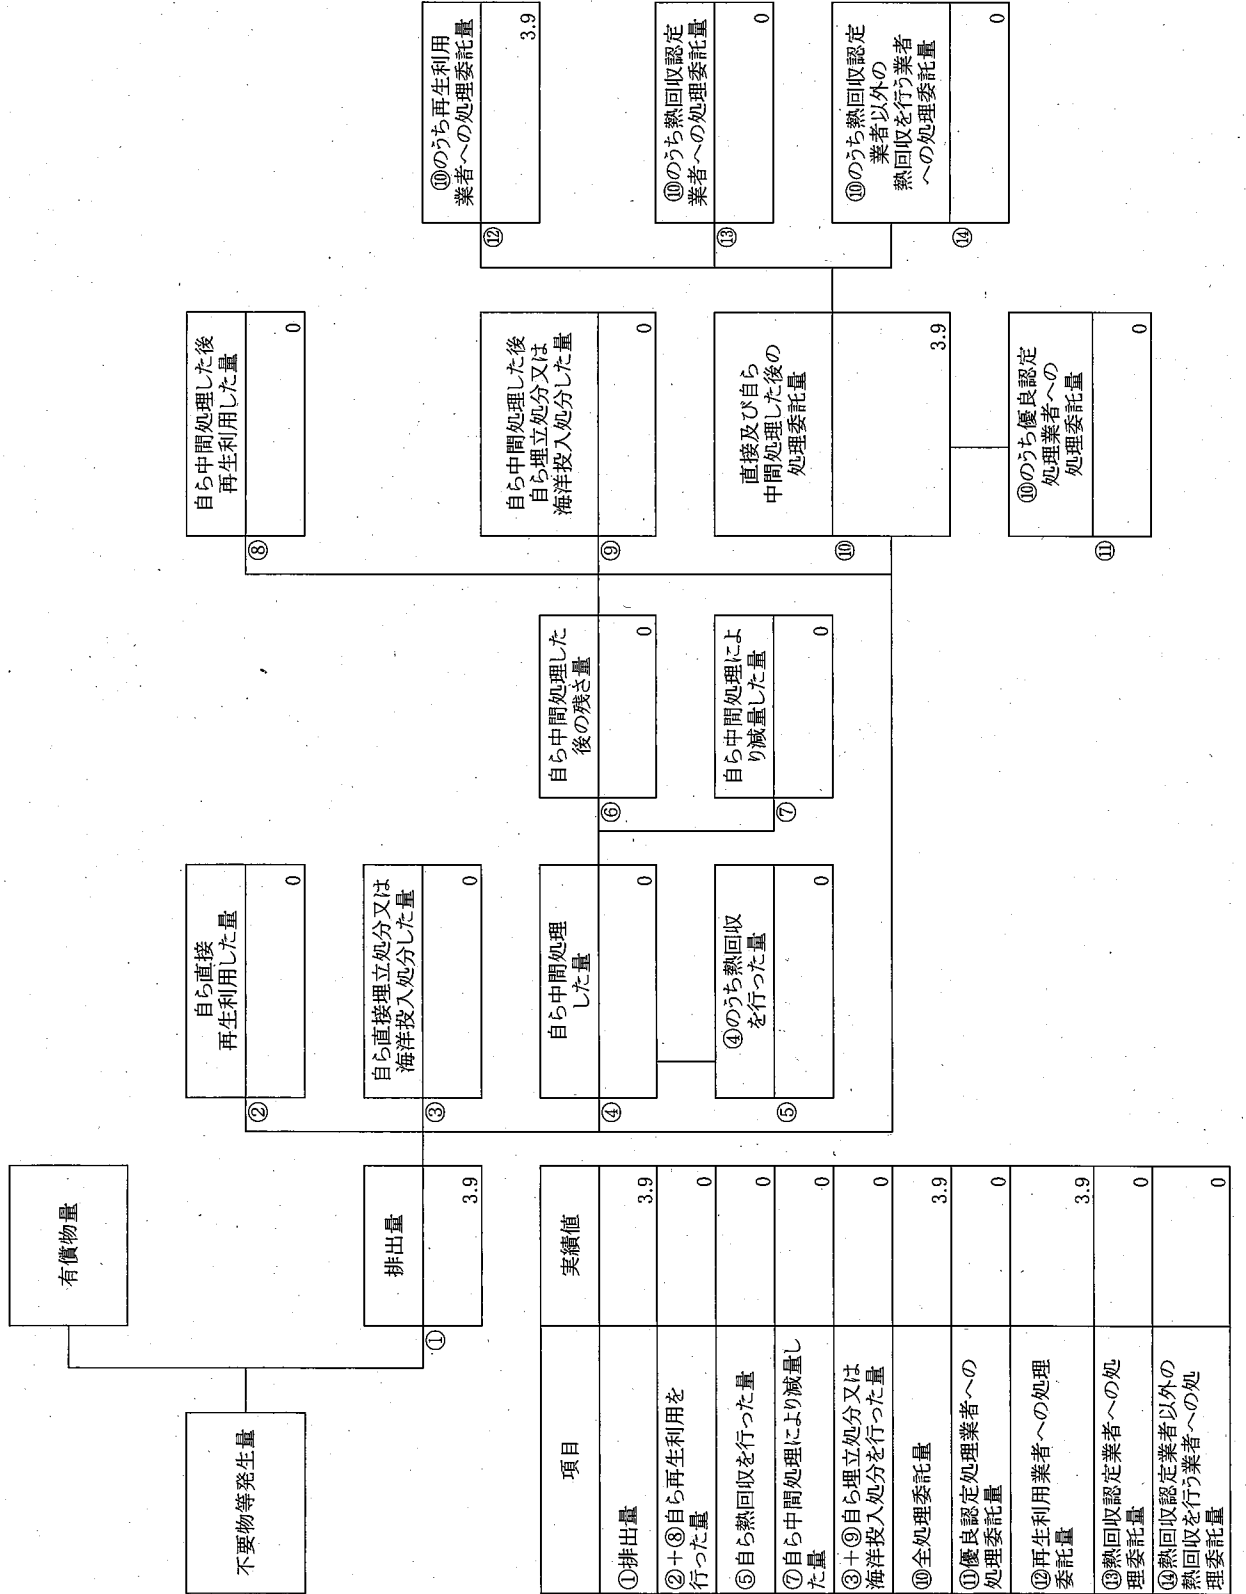 有償物量
不要物等発生量
排出量
①
3.9
自ら直接
再生利用した量
②
0
自ら直接埋立処分又は
海洋投入処分した量
③
0
自ら中間処理
した量
④
0
④のうち熱回収
を行った量
⑤
0
自ら中間処理した
後の残さ量
⑥
0
自ら中間処理によ
り減量した量
⑦
0
自ら中間処理した後
再生利用した量
⑧
0
自ら中間処理した後
自ら埋立処分又は
海洋投入処分した量
⑨
0
直接及び自ら
中間処理した後の
処理委託量
⑩
3.9
⑩のうち優良認定
処理業者への
処理委託量
⑪
0
⑩のうち再生利用
業者への処理委託量
⑫
3.9
⑩のうち熱回収認定
業者への処理委託量
⑬
0
⑩のうち熱回収認定
業者以外の
熱回収を行う業者
への処理委託量
⑭
0
項目
実績値
①排出量
3.9
②+⑧自ら再生利用を
行った量
0
⑤自ら熱回収を行った量
0
⑦自ら中間処理により減量し
た量
0
③+⑨自ら埋立処分又は
海洋投入処分を行った量
0
⑩全処理委託量
3.9
⑪優良認定処理業者への
処理委託量
0
⑫再生利用業者への処理
委託量
3.9
⑬熱回収認定業者への処
理委託量
0
⑭熱回収認定業者以外の
熱回収を行う業者への処
理委託量
0